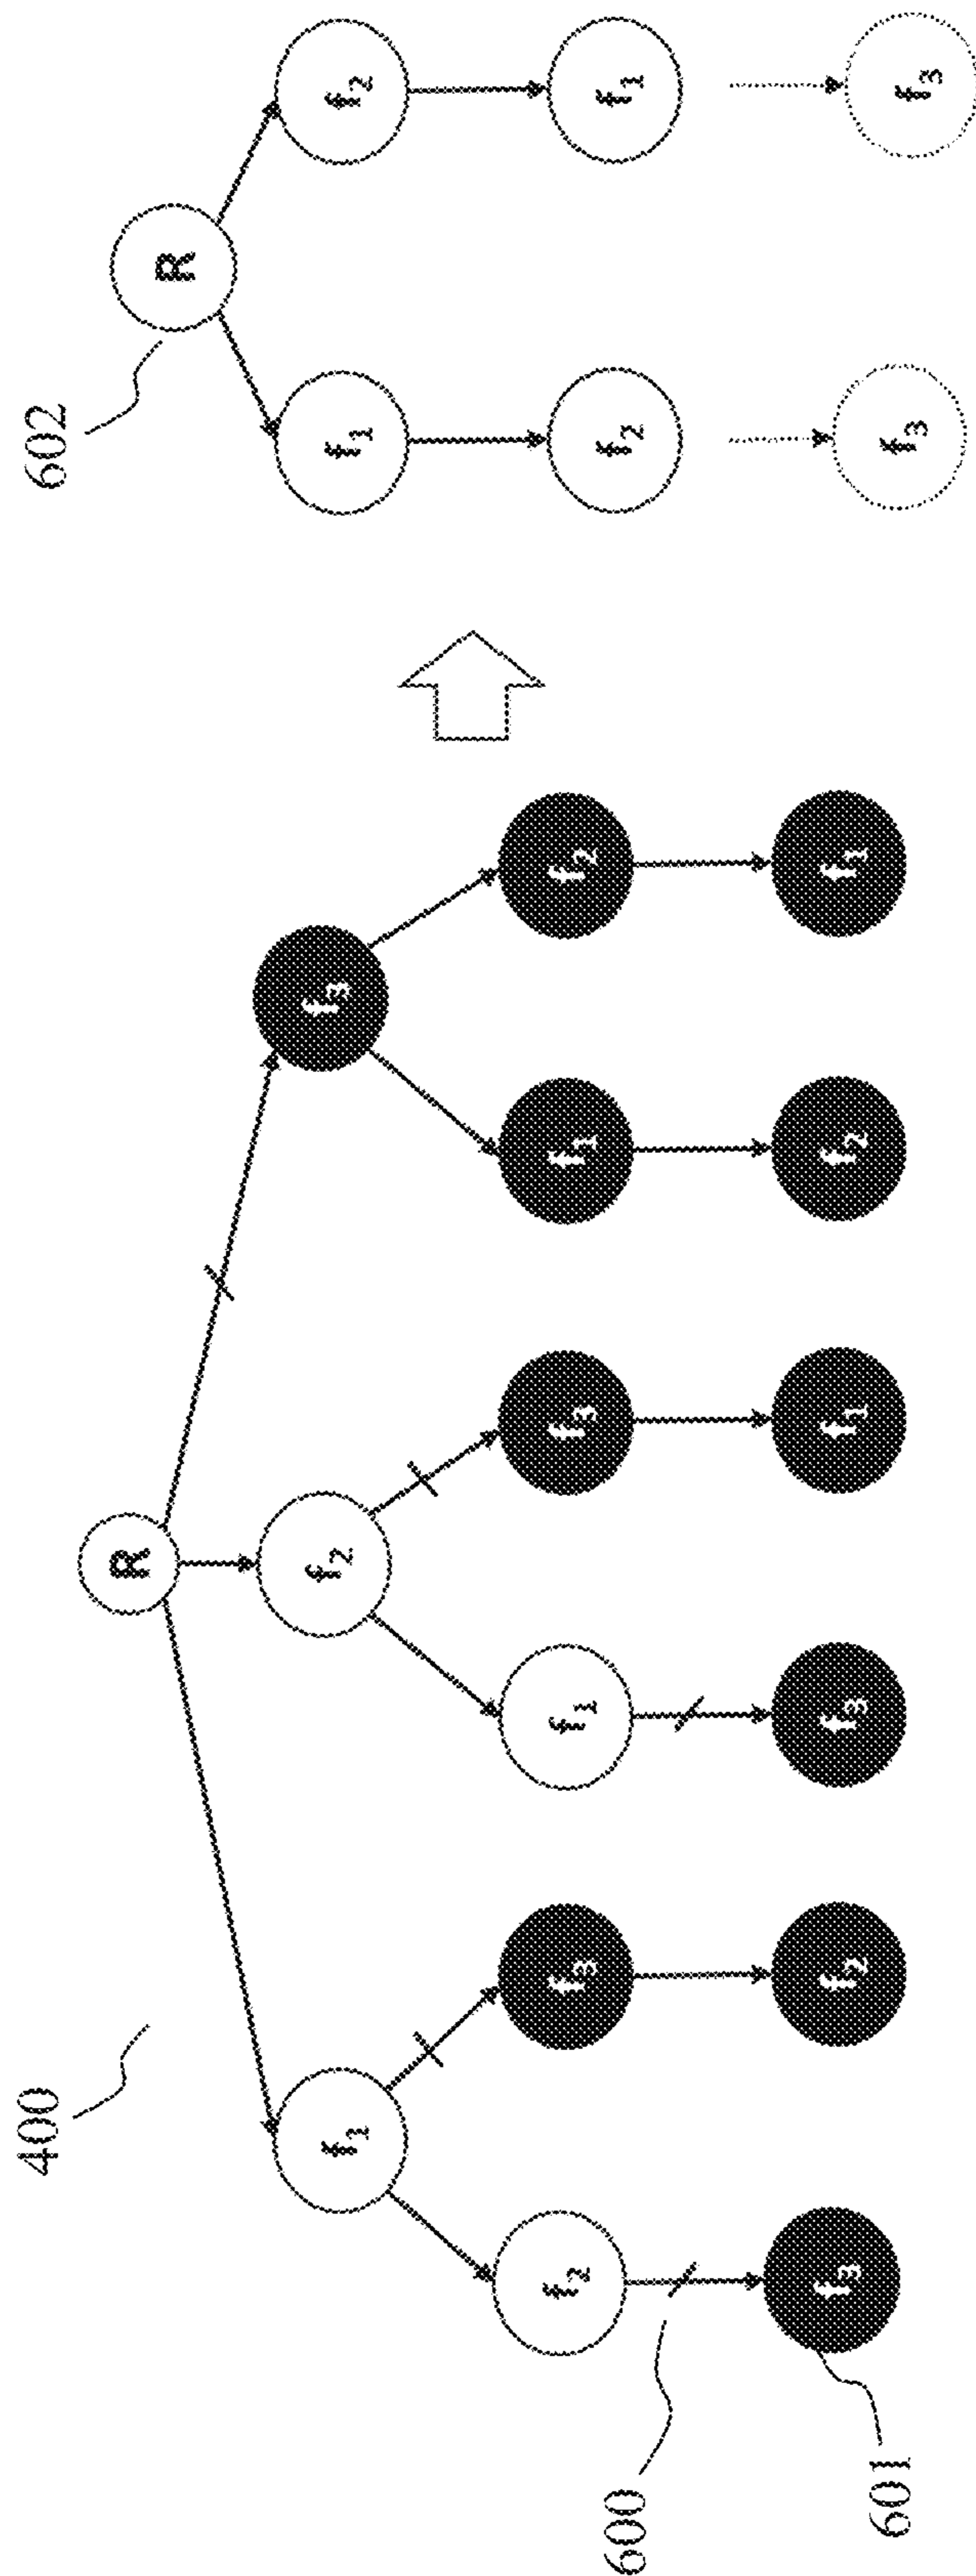 400
R
f₁ f₂ f₃
f₂ f₃ f₁ f₃ f₁ f₂
f₃ f₂ f₃ f₁ f₂ f₁
600
601
602
R
f₁ f₂
f₂ f₁
f₃ f₃